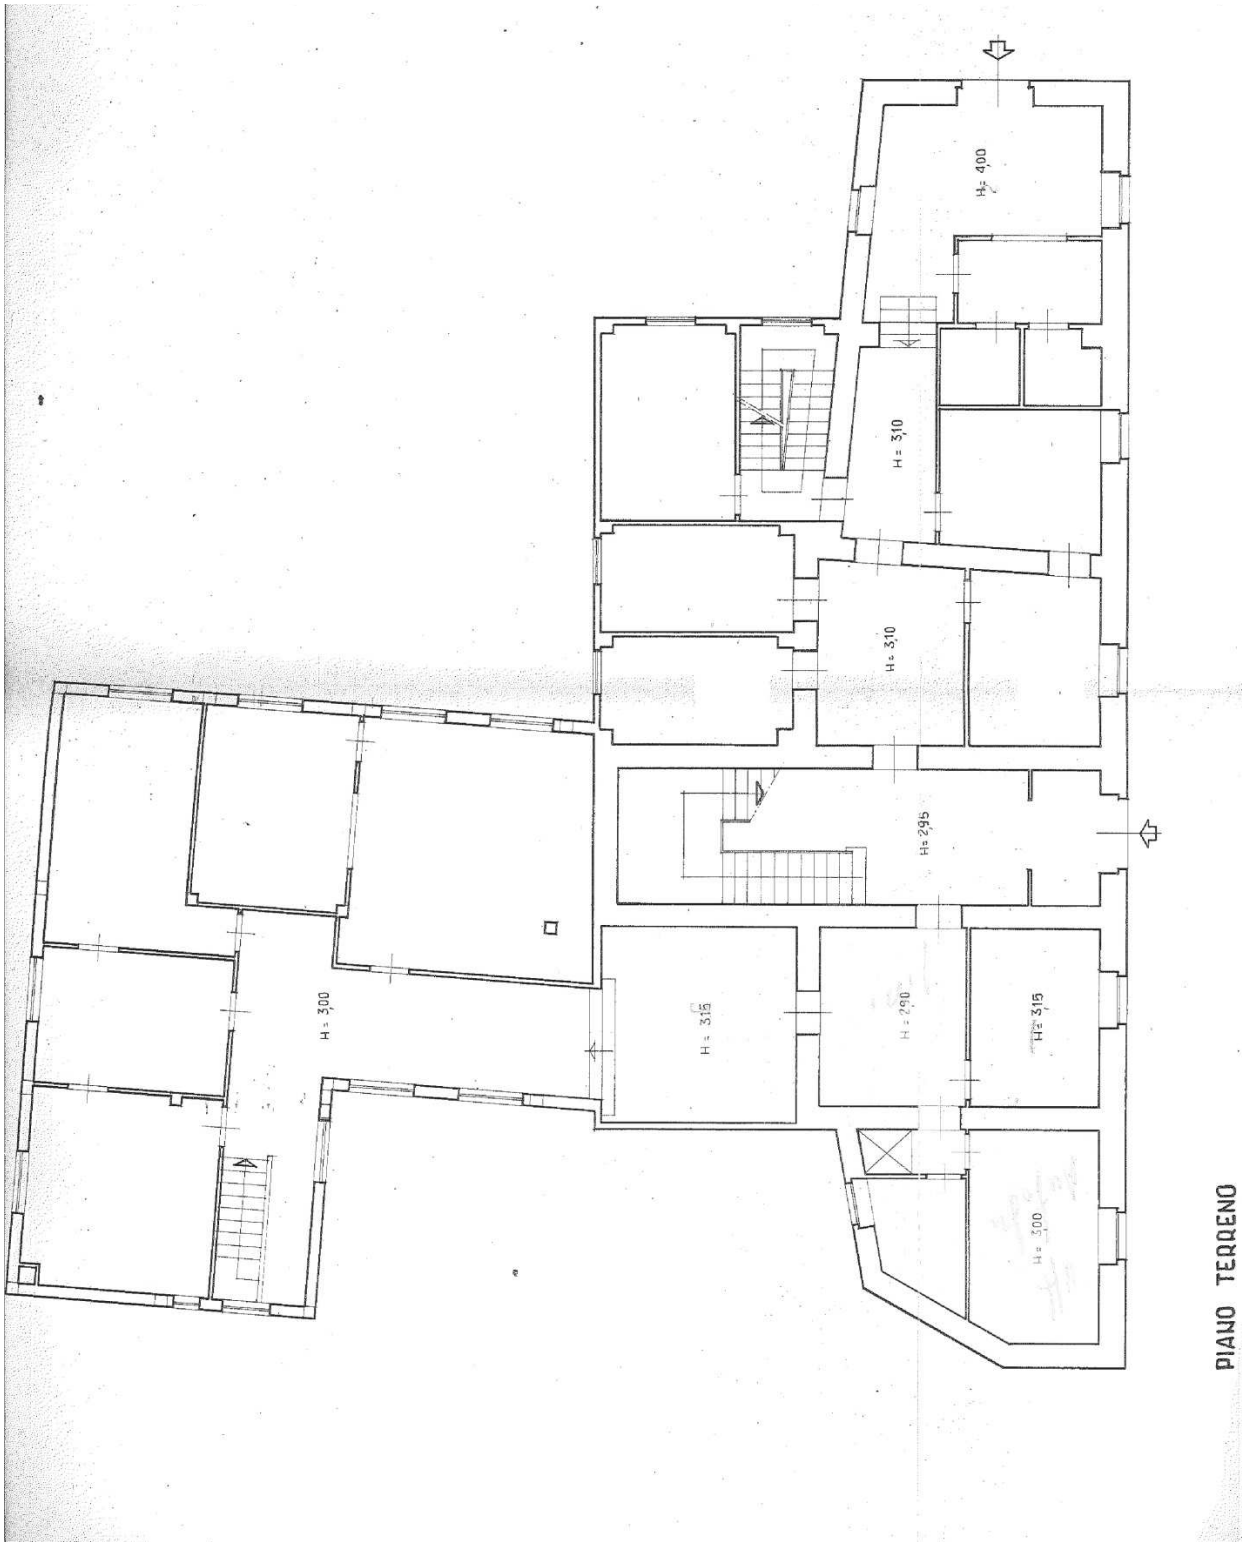 H = 4,00
H = 3,10
H = 3,10
H = 2,95
H = 3,00
H = 3,15
H = 2,90
H = 3,15
H = 3,00
PIANO TERRENO